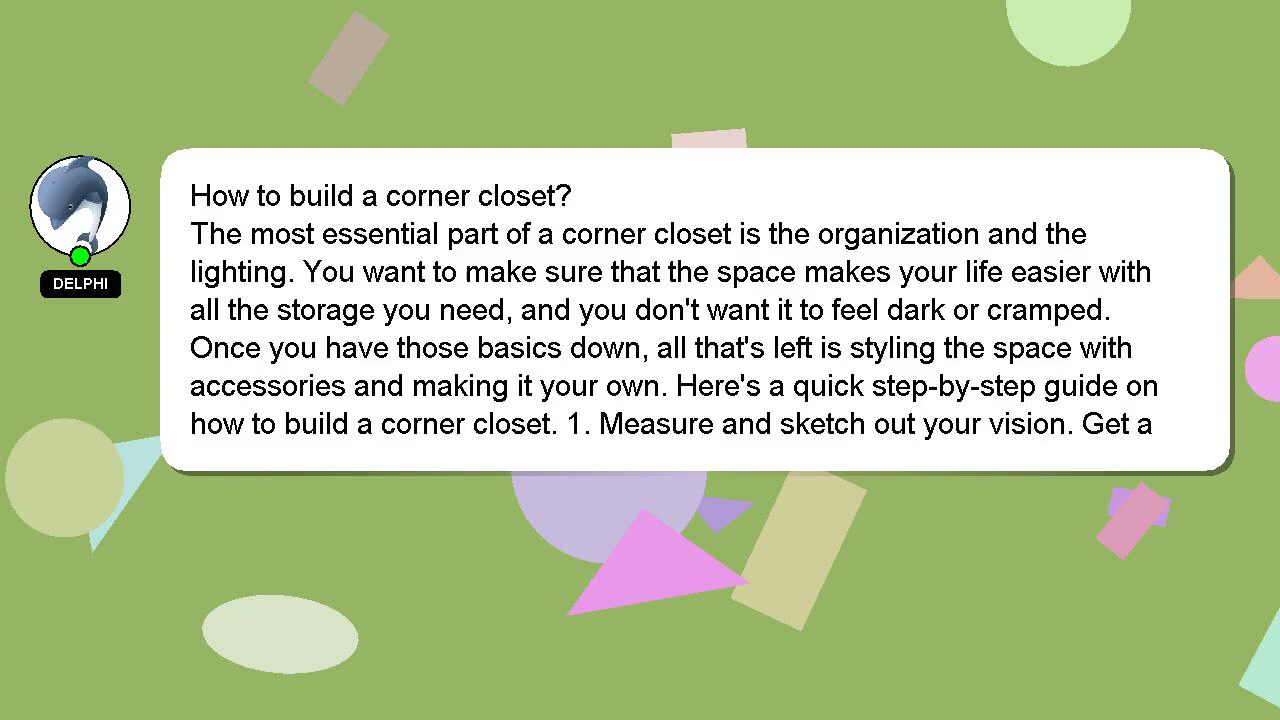 DELPHI
How to build a corner closet?
The most essential part of a corner closet is the organization and the
lighting. You want to make sure that the space makes your life easier with
all the storage you need, and you don't want it to feel dark or cramped.
Once you have those basics down, all that's left is styling the space with
accessories and making it your own. Here's a quick step-by-step guide on
how to build a corner closet. 1. Measure and sketch out your vision. Get a